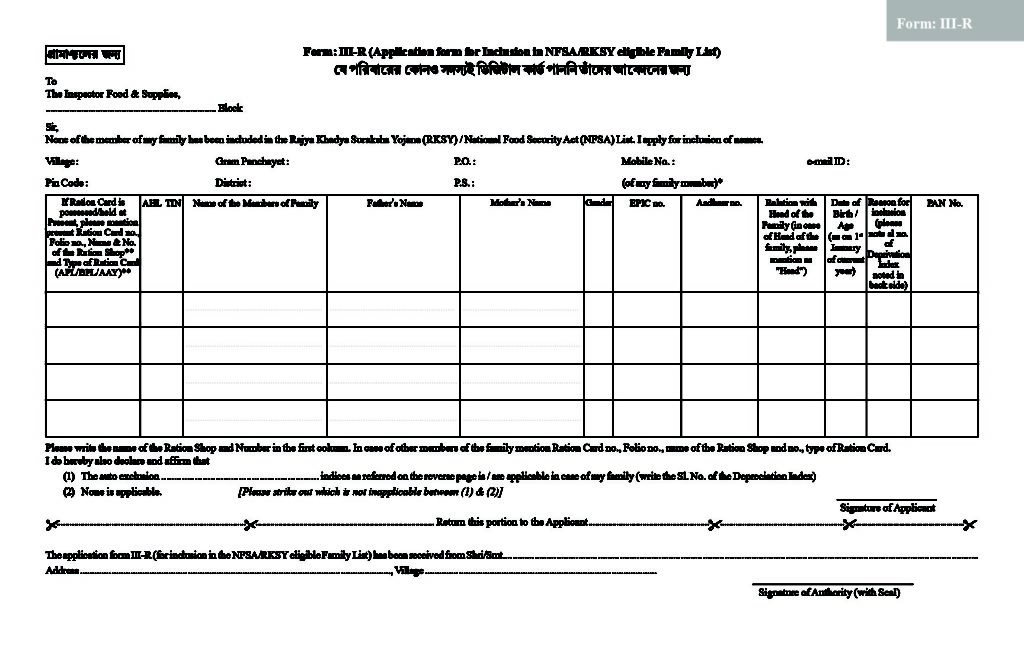 Form: III-R
গ্রামাঞ্চলের জন্য
Form: III-R (Application form for Inclusion in NFSA/RKSY eligible Family List)
যে পরিবারের কোনও সদস্যই ডিজিটাল কার্ড পাননি তাঁদের আবেদনের জন্য
To
The Inspector Food & Supplies,
........................................................ Block
Sir,
None of the member of my family has been included in the Rajya Khadya Suraksha Yojana (RKSY) / National Food Security Act (NFSA) List. I apply for inclusion of names.
Village : Gram Panchayet : P.O. : Mobile No. : e-mail ID :
Pin Code : District : P.S. : (of any family member)*
If Ration Card is
possessed/held at
Present, please mention
present Ration Card no.,
Folio no., Name & No.
of the Ration Shop**
and Type of Ration Card
(APL/BPL/AAY)**
AHL TIN
Name of the Members of Family
Father's Name
Mother's Name
Gender
EPIC no.
Aadhaar no.
Relation with
Head of the
Family (in case
of Head of the
family, please
mention as
"Head")
Date of
Birth /
Age
(as on 1st
January
of current
year)
Reason for
inclusion
(please
note sl no.
of
Deprivation
Index
noted in
back side)
PAN No.
Please write the name of the Ration Shop and Number in the first column. In case of other members of the family mention Ration Card no., Folio no., name of the Ration Shop and no., type of Ration Card.
I do hereby also declare and affirm that
(1) The auto exclusion ..................................................... indices as referred on the reverse page is / are applicable in case of my family (write the Sl. No. of the Depreciation Index)
(2) None is applicable. [Please strike out which is not inapplicable between (1) & (2)]
Signature of Applicant
Return this portion to the Applicant
The application form III-R (for inclusion in the NFSA/RKSY eligible Family List) has been received from Shri/Smt.....................................................
Address ....................................................., Village .....................................................
Signature of Authority (with Seal)